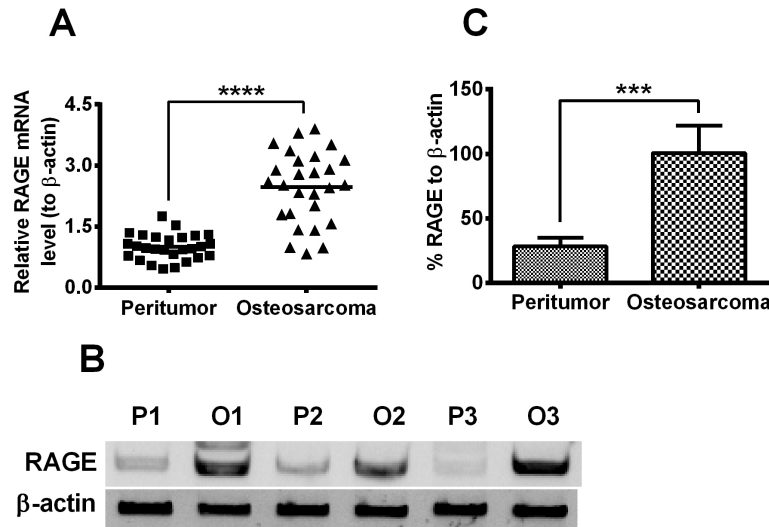 A
Relative RAGE mRNA
level (to β-actin)
4.5
3.0
1.5
0.0
****
Peritumor Osteosarcoma
C
% RAGE to β-actin
150
100
50
0
***
Peritumor Osteosarcoma
B
P1 O1 P2 O2 P3 O3
RAGE
β-actin